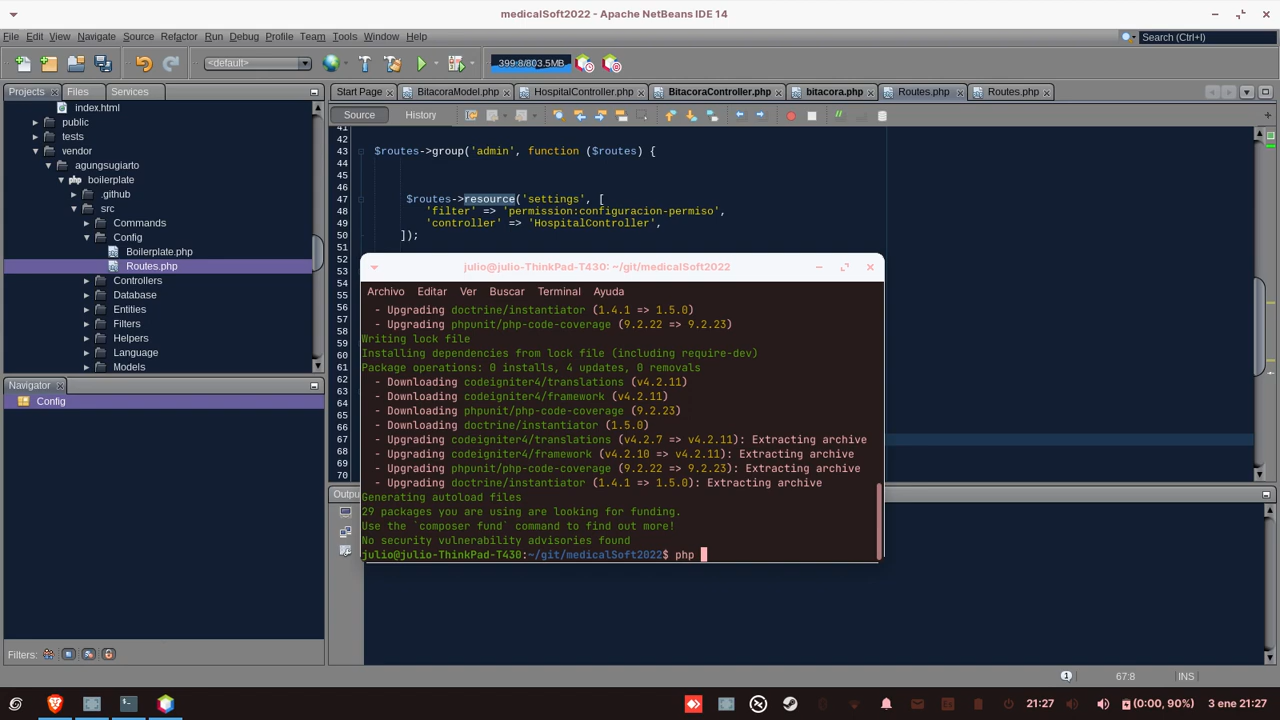 medicalSoft2022 - Apache NetBeans IDE 14
File Edit View Navigate Source Refactor Run Debug Profile Team Tools Window Help
Search (Ctrl+I)
<default>
399.8/803.5MB
Projects Files Services
Start Page BitacoraModel.php HospitalController.php BitacoraController.php bitacora.php Routes.php Routes.php
index.html
public
tests
vendor
agungsugiarto
boilerplate
.github
src
Commands
Config
Boilerplate.php
Routes.php
Controllers
Database
Entities
Filters
Helpers
Language
Models
Source History
41
42
43 $routes->group('admin', function ($routes) {
44
45
46
47 $routes->resource('settings', [
48 'filter' => 'permission:configuracion-permiso',
49 'controller' => 'HospitalController',
50 ]);
51
52
53
54
55
56
57
58
59
60
61
62
63
64
65
66
67
68
69
70
Navigator
Config
Filters:
Output
julio@julio-ThinkPad-T430: ~/git/medicalSoft2022
Archivo Editar Ver Buscar Terminal Ayuda
- Upgrading doctrine/instantiator (1.4.1 => 1.5.0)
- Upgrading phpunit/php-code-coverage (9.2.22 => 9.2.23)
Writing lock file
Installing dependencies from lock file (including require-dev)
Package operations: 0 installs, 4 updates, 0 removals
- Downloading codeigniter4/translations (v4.2.11)
- Downloading codeigniter4/framework (v4.2.11)
- Downloading phpunit/php-code-coverage (9.2.23)
- Downloading doctrine/instantiator (1.5.0)
- Upgrading codeigniter4/translations (v4.2.7 => v4.2.11): Extracting archive
- Upgrading codeigniter4/framework (v4.2.10 => v4.2.11): Extracting archive
- Upgrading phpunit/php-code-coverage (9.2.22 => 9.2.23): Extracting archive
- Upgrading doctrine/instantiator (1.4.1 => 1.5.0): Extracting archive
Generating autoload files
29 packages you are using are looking for funding.
Use the `composer fund` command to find out more!
No security vulnerability advisories found
julio@julio-ThinkPad-T430:~/git/medicalSoft2022$ php
1 67:8 INS
21:27 (0:00, 90%) 3 ene 21:27